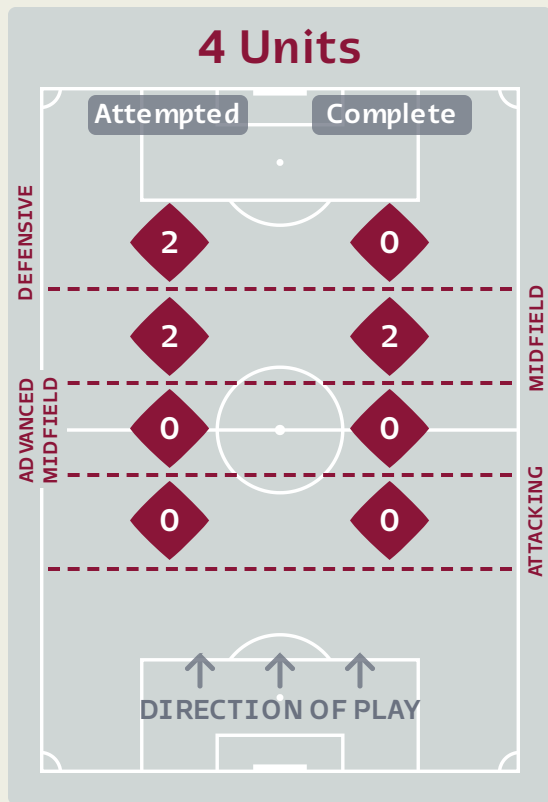 4 Units
Attempted Complete
DEFENSIVE
2 0
MIDFIELD
2 2
ADVANCED
MIDFIELD
0 0
ATTACKING
0 0
DIRECTION OF PLAY